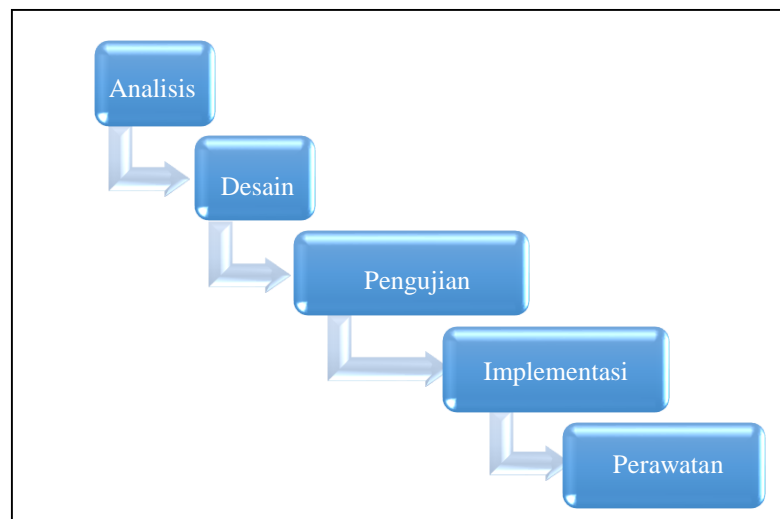 Analisis
Desain
Pengujian
Implementasi
Perawatan